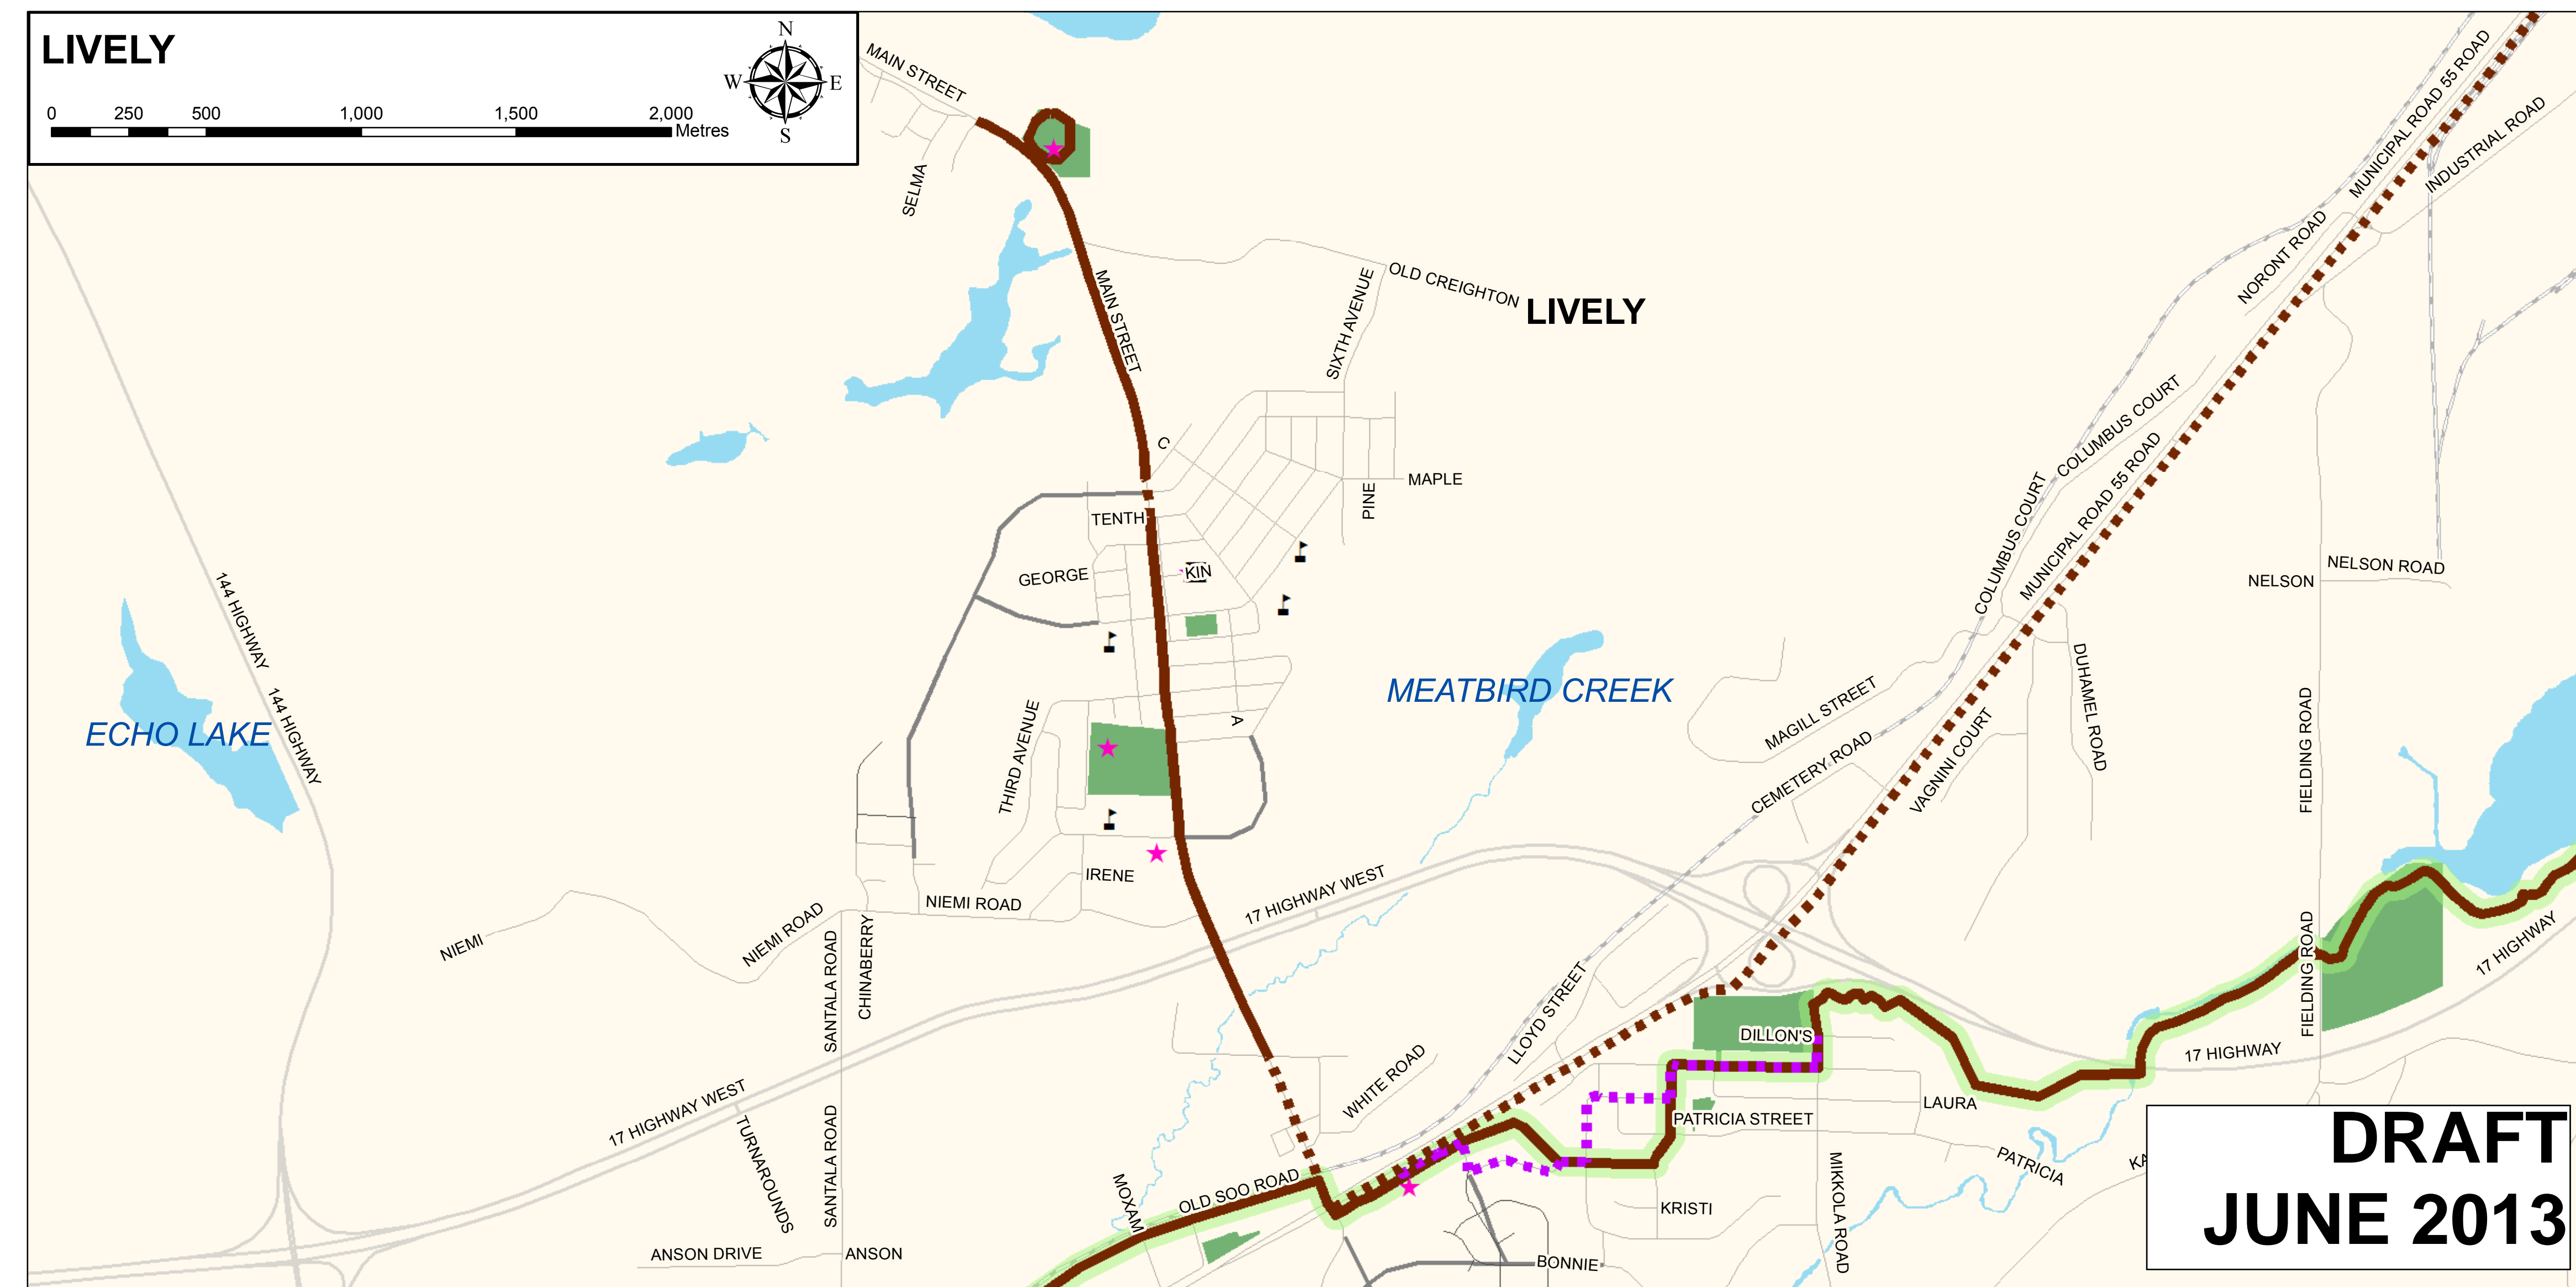 LIVELY
N
W
E
S
0 250 500 1,000 1,500 2,000
Metres
MAIN STREET
SELMA
MAIN STREET
OLD CREIGHTON
SIXTH AVENUE
LIVELY
MUNICIPAL ROAD 55 ROAD
INDUSTRIAL ROAD
NORONT ROAD
COLUMBUS COURT
COLUMBUS COURT
MUNICIPAL ROAD 55 ROAD
C
MAPLE
PINE
TENTH
GEORGE
KIN
NELSON ROAD
NELSON
144 HIGHWAY
144 HIGHWAY
ECHO LAKE
MEATBIRD CREEK
A
THIRD AVENUE
MAGILL STREET
CEMETERY ROAD
VAGNINI COURT
DUHAMEL ROAD
FIELDING ROAD
IRENE
NIEMI ROAD
NIEMI ROAD
NIEMI
SANTALA ROAD
CHINABERRY
17 HIGHWAY WEST
FIELDING ROAD
17 HIGHWAY
LLOYD STREET
DILLON'S
17 HIGHWAY
WHITE ROAD
17 HIGHWAY WEST
TURNAROUNDS
SANTALA ROAD
LAURA
PATRICIA STREET
PATRICIA
KA
MOXAM
OLD SOO ROAD
KRISTI
MIKKOLA ROAD
ANSON DRIVE
ANSON
BONNIE
DRAFT
JUNE 2013